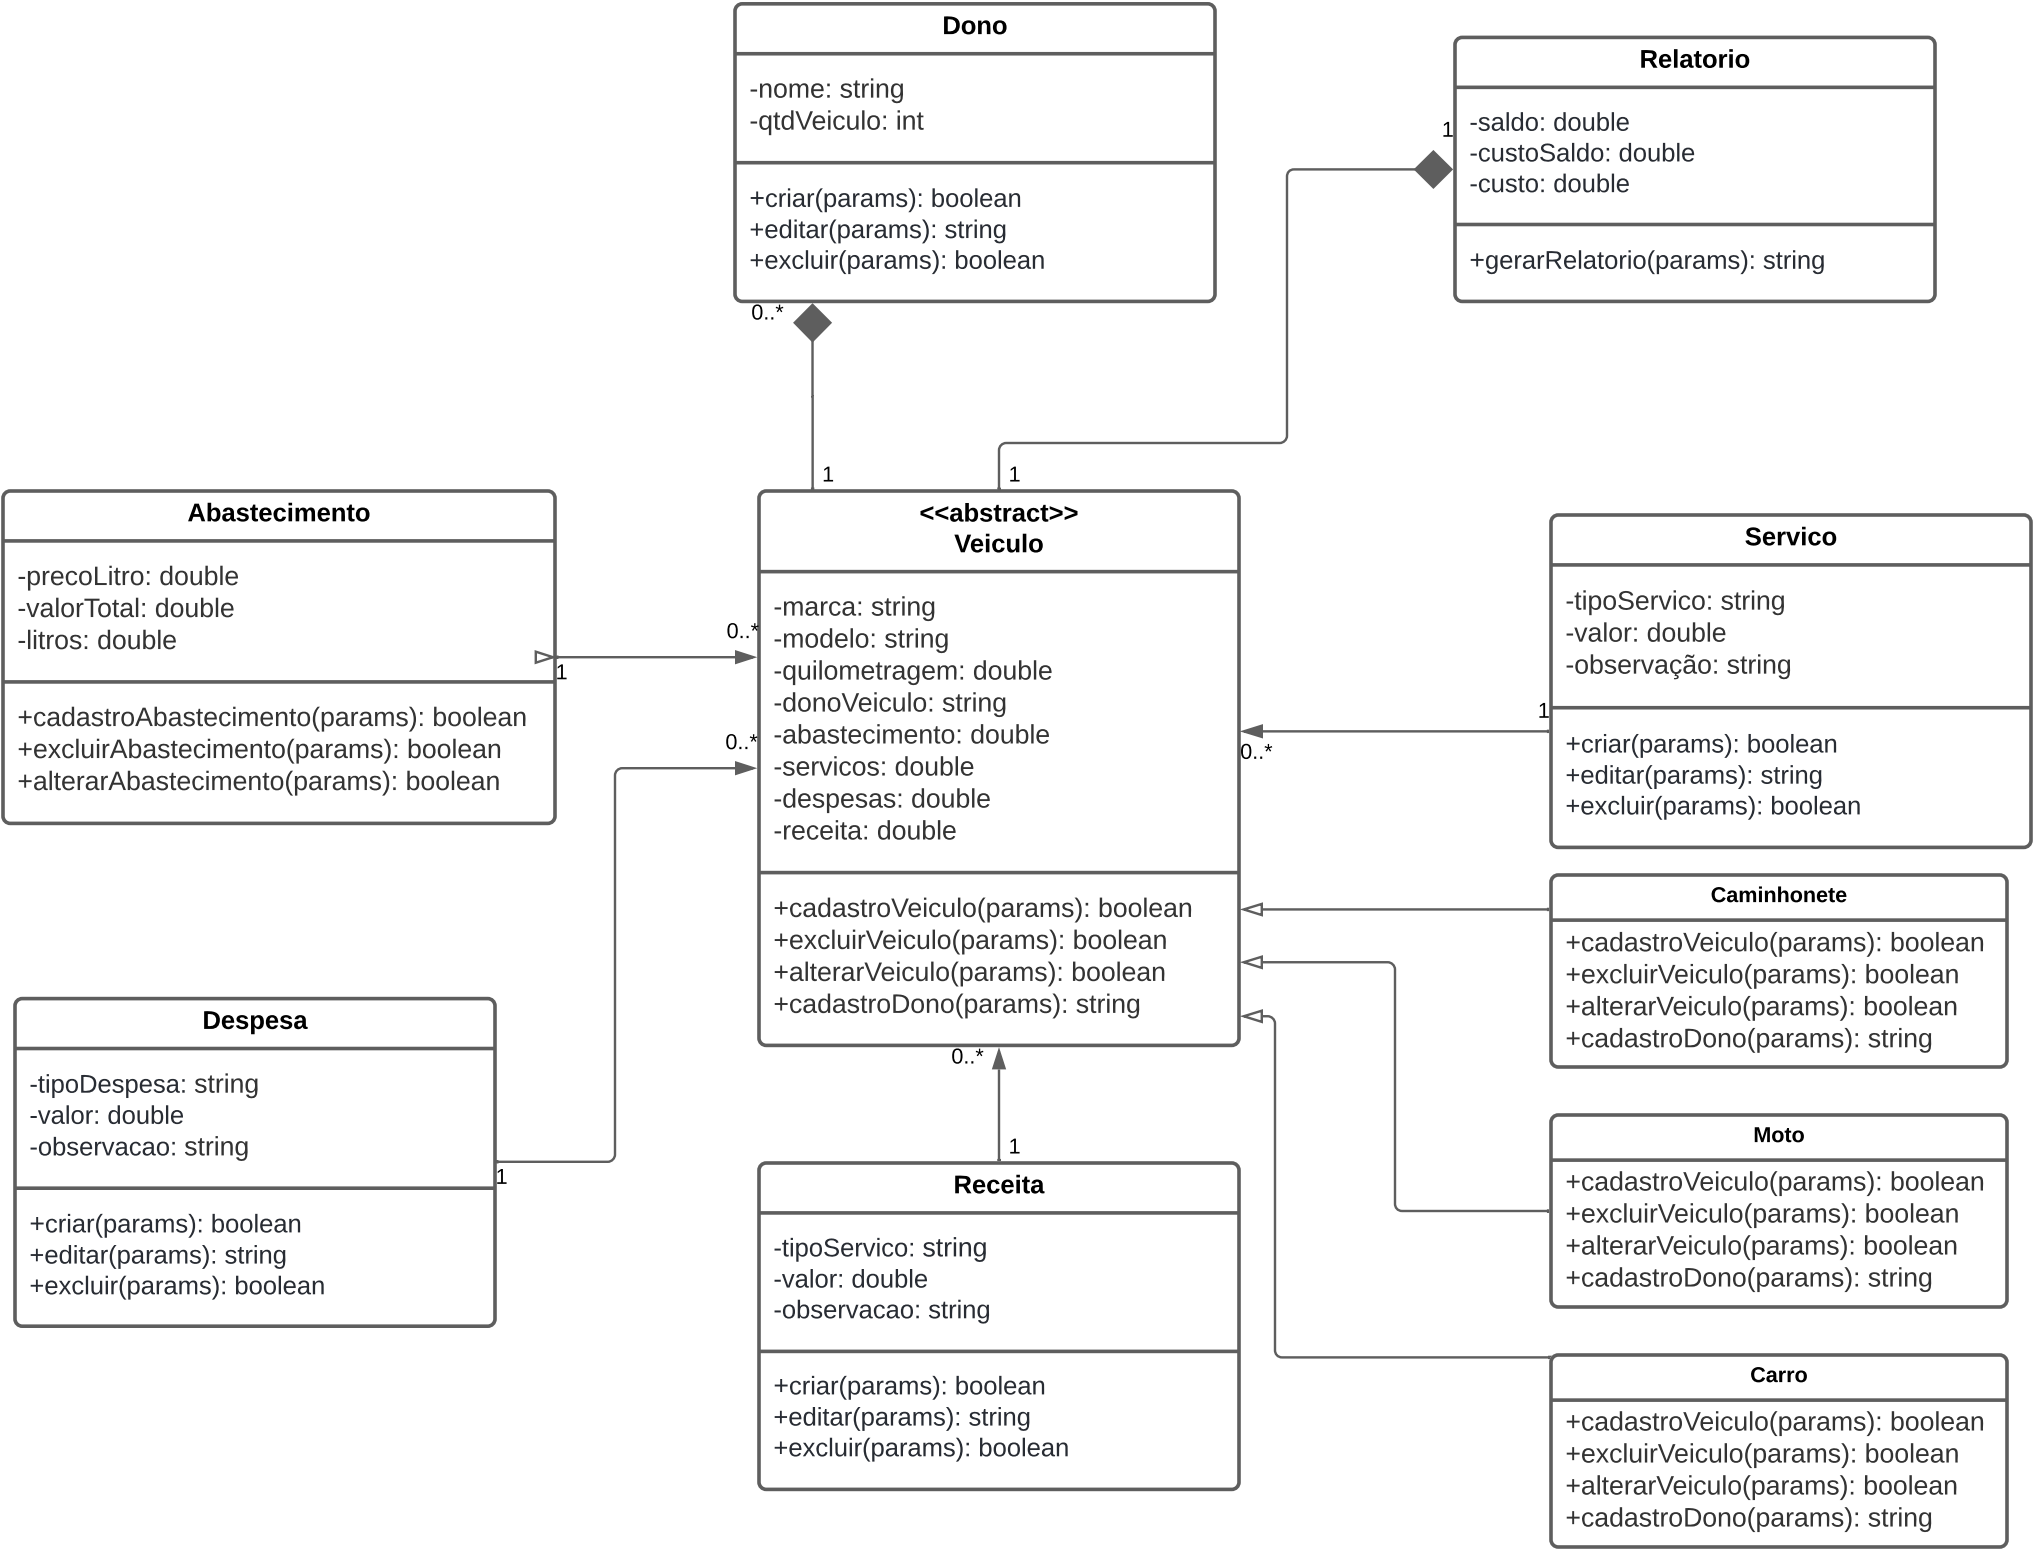 Dono
-nome: string
-qtdVeiculo: int
+criar(params): boolean
+editar(params): string
+excluir(params): boolean
0..*
1
Relatorio
-saldo: double
-custoSaldo: double
-custo: double
+gerarRelatorio(params): string
1
1
Abastecimento
-precoLitro: double
-valorTotal: double
-litros: double
+cadastroAbastecimento(params): boolean
+excluirAbastecimento(params): boolean
+alterarAbastecimento(params): boolean
1
0..*
<<abstract>>
Veiculo
-marca: string
-modelo: string
-quilometragem: double
-donoVeiculo: string
-abastecimento: double
-servicos: double
-despesas: double
-receita: double
+cadastroVeiculo(params): boolean
+excluirVeiculo(params): boolean
+alterarVeiculo(params): boolean
+cadastroDono(params): string
Servico
-tipoServico: string
-valor: double
-observação: string
+criar(params): boolean
+editar(params): string
+excluir(params): boolean
1
0..*
Caminhonete
+cadastroVeiculo(params): boolean
+excluirVeiculo(params): boolean
+alterarVeiculo(params): boolean
+cadastroDono(params): string
Despesa
-tipoDespesa: string
-valor: double
-observacao: string
+criar(params): boolean
+editar(params): string
+excluir(params): boolean
1
0..*
Receita
-tipoServico: string
-valor: double
-observacao: string
+criar(params): boolean
+editar(params): string
+excluir(params): boolean
1
0..*
Moto
+cadastroVeiculo(params): boolean
+excluirVeiculo(params): boolean
+alterarVeiculo(params): boolean
+cadastroDono(params): string
Carro
+cadastroVeiculo(params): boolean
+excluirVeiculo(params): boolean
+alterarVeiculo(params): boolean
+cadastroDono(params): string